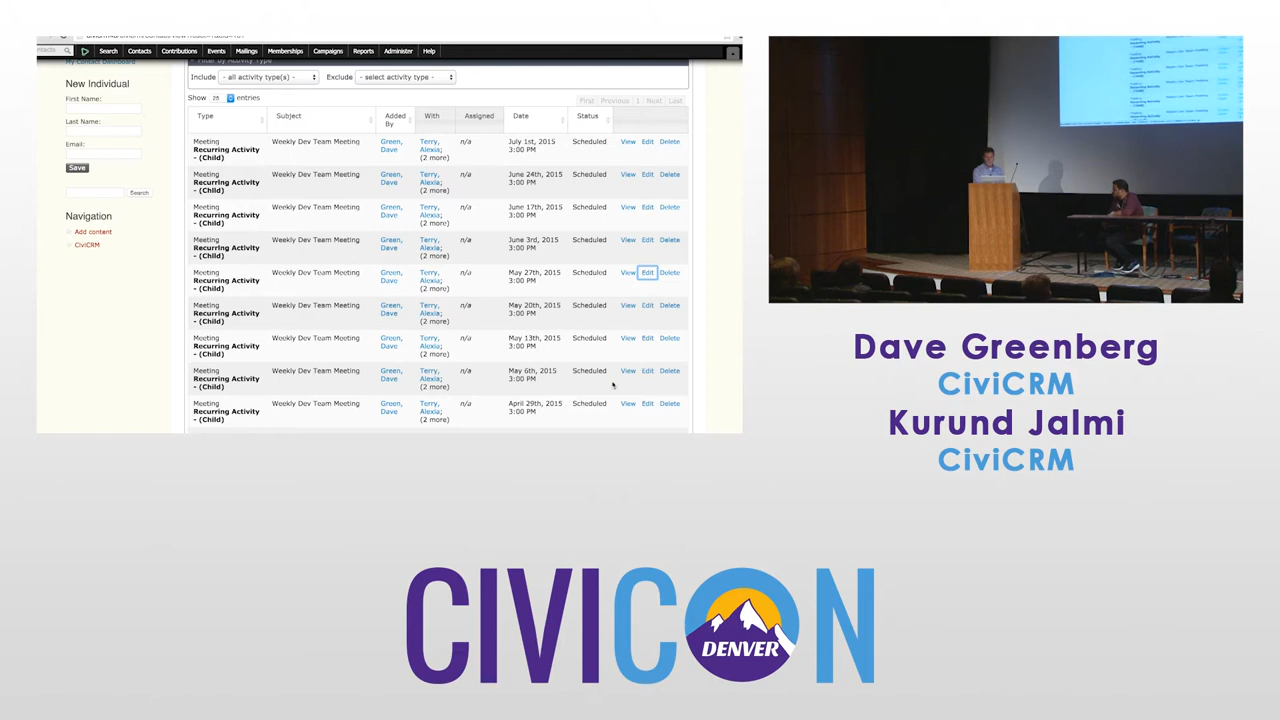 Search Contacts Contributions Events Mailings Memberships Campaigns Reports Administer Help
My Contact Dashboard
New Individual
First Name:
Last Name:
Email:
Save
Search
Navigation
Add content
CiviCRM
Filter by Activity Type
Include - all activity type(s) - Exclude - select activity type -
Show 25 entries
First Previous 1 Next Last
Type Subject Added By With Assigned Date Status
Meeting Weekly Dev Team Meeting Green, Terry, n/a July 1st, 2015 Scheduled View Edit Delete
Recurring Activity Dave Alexia; 3:00 PM
- (Child) (2 more)
Meeting Weekly Dev Team Meeting Green, Terry, n/a June 24th, 2015 Scheduled View Edit Delete
Recurring Activity Dave Alexia; 3:00 PM
- (Child) (2 more)
Meeting Weekly Dev Team Meeting Green, Terry, n/a June 17th, 2015 Scheduled View Edit Delete
Recurring Activity Dave Alexia; 3:00 PM
- (Child) (2 more)
Meeting Weekly Dev Team Meeting Green, Terry, n/a June 3rd, 2015 Scheduled View Edit Delete
Recurring Activity Dave Alexia; 3:00 PM
- (Child) (2 more)
Meeting Weekly Dev Team Meeting Green, Terry, n/a May 27th, 2015 Scheduled View Edit Delete
Recurring Activity Dave Alexia; 3:00 PM
- (Child) (2 more)
Meeting Weekly Dev Team Meeting Green, Terry, n/a May 20th, 2015 Scheduled View Edit Delete
Recurring Activity Dave Alexia; 3:00 PM
- (Child) (2 more)
Meeting Weekly Dev Team Meeting Green, Terry, n/a May 13th, 2015 Scheduled View Edit Delete
Recurring Activity Dave Alexia; 3:00 PM
- (Child) (2 more)
Meeting Weekly Dev Team Meeting Green, Terry, n/a May 6th, 2015 Scheduled View Edit Delete
Recurring Activity Dave Alexia; 3:00 PM
- (Child) (2 more)
Meeting Weekly Dev Team Meeting Green, Terry, n/a April 29th, 2015 Scheduled View Edit Delete
Recurring Activity Dave Alexia; 3:00 PM
- (Child) (2 more)
Dave Greenberg
CiviCRM
Kurund Jalmi
CiviCRM
CIVICON
DENVER